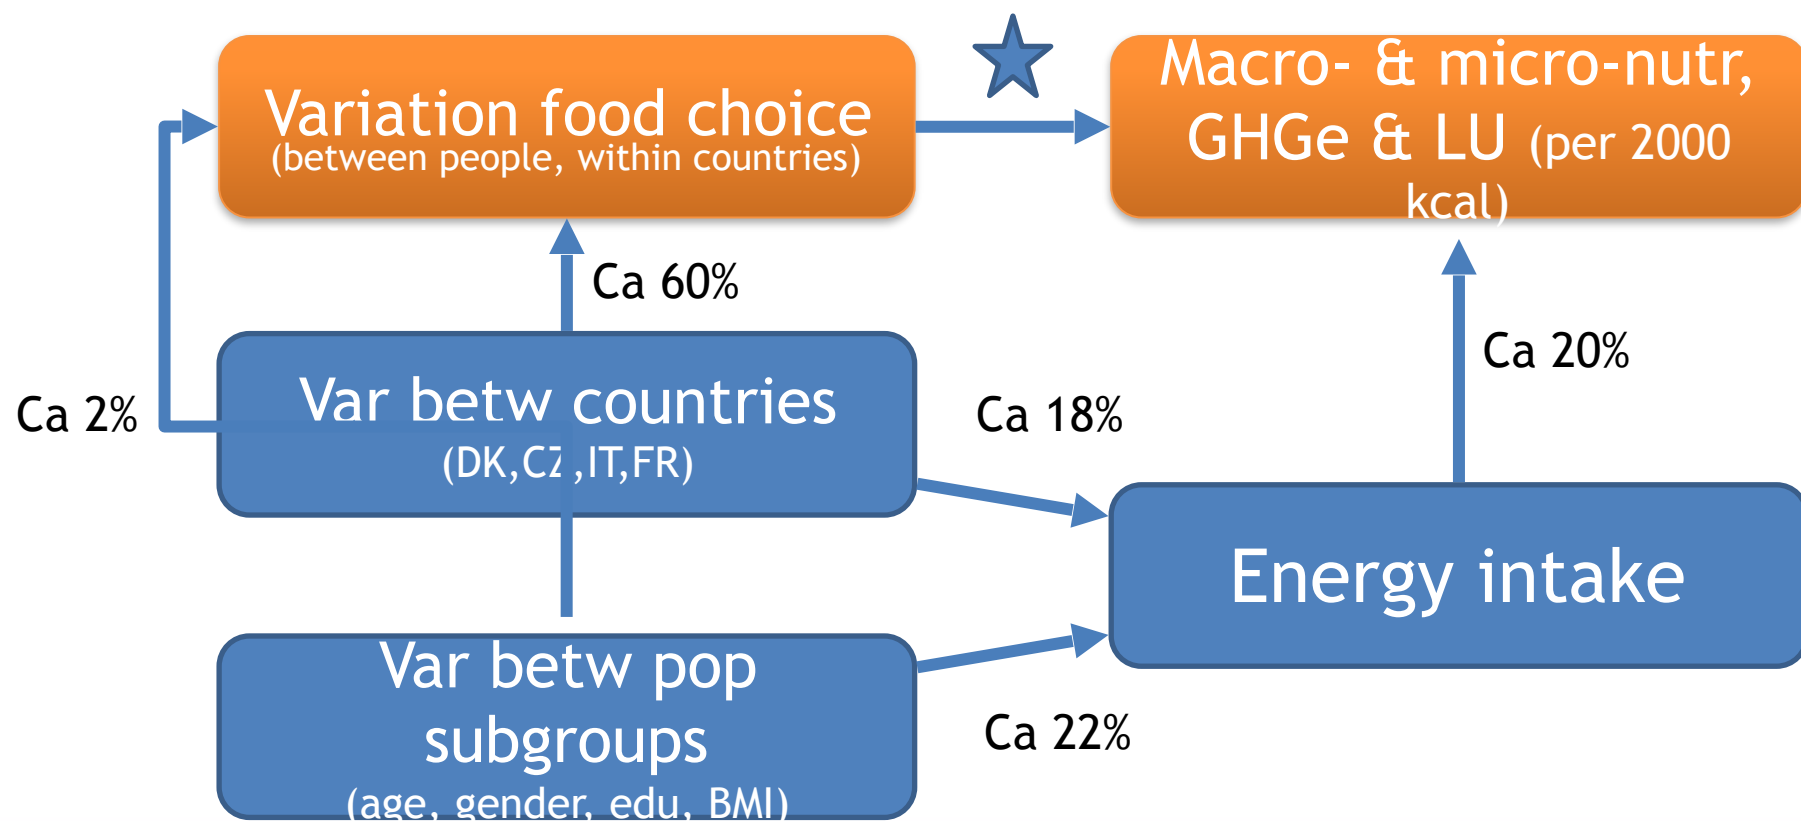 Variation food choice
(between people, within countries)
Macro- & micro-nutr,
GHGe & LU (per 2000
kcal)
Ca 60%
Ca 20%
Ca 2%
Var betw countries
(DK,CZ,IT,FR)
Ca 18%
Energy intake
Var betw pop
subgroups
(age, gender, edu, BMI)
Ca 22%